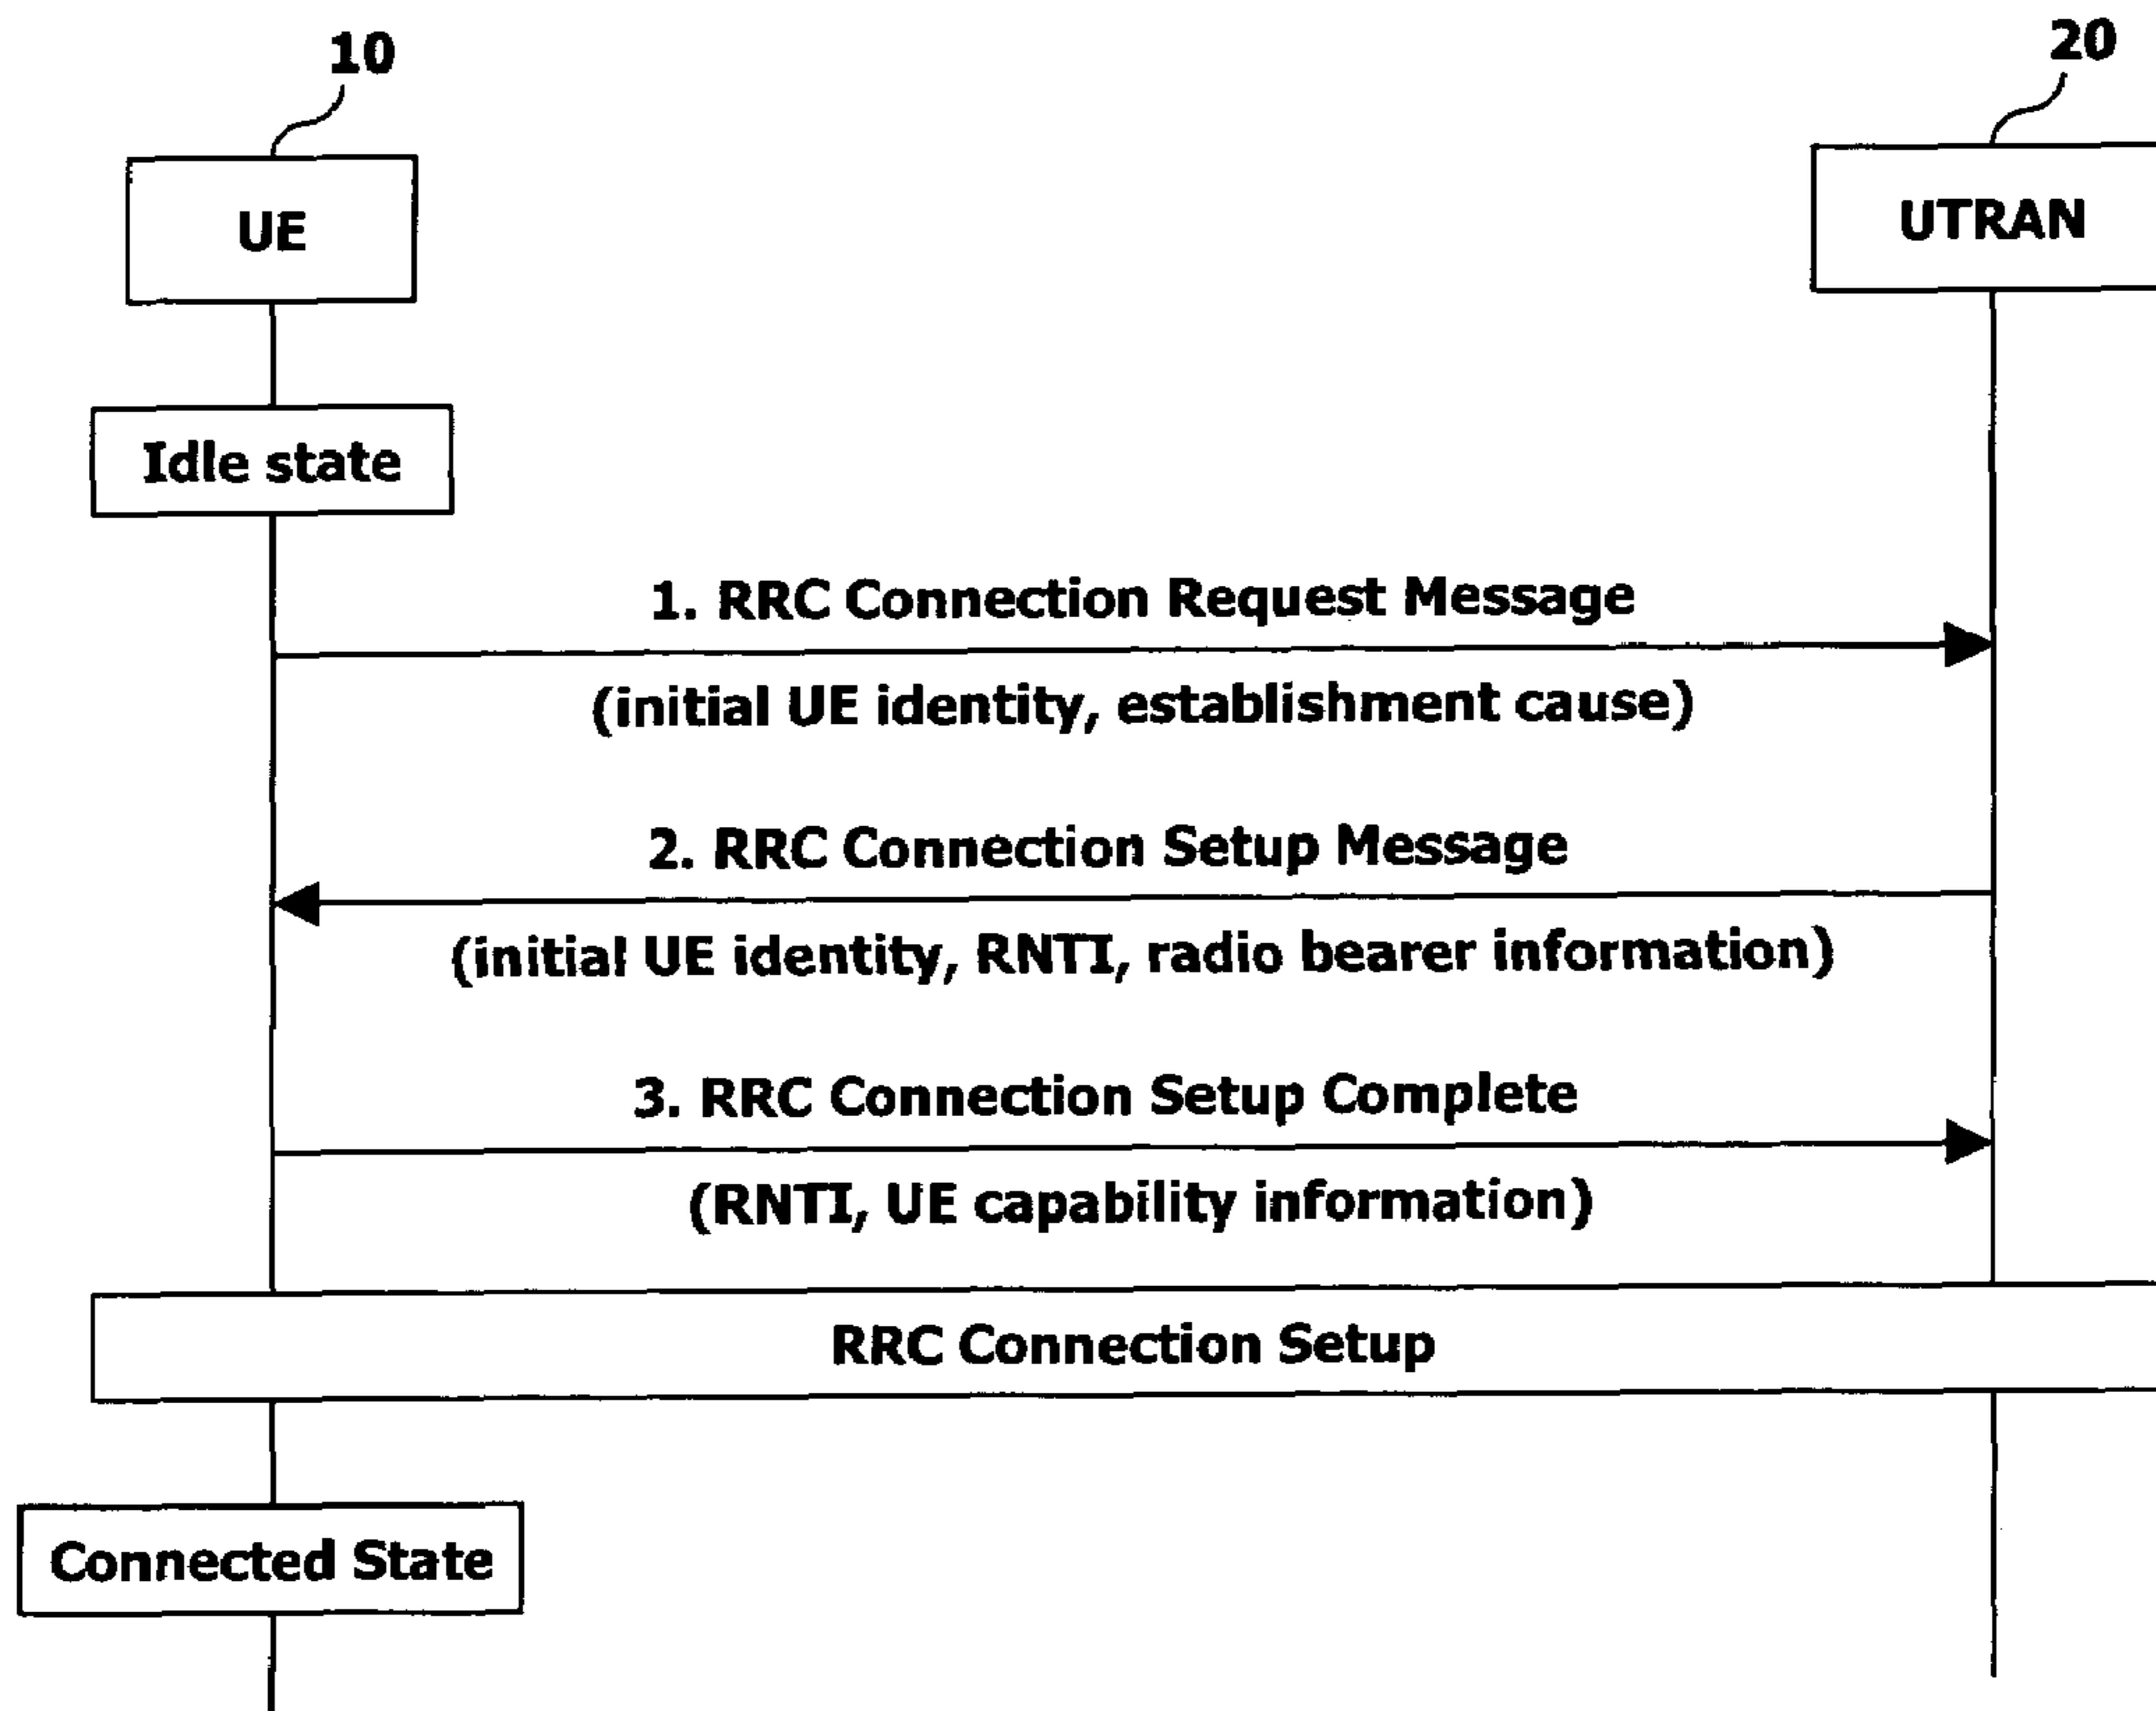 10
20
UE
UTRAN
Idle state
1. RRC Connection Request Message
(initial UE identity, establishment cause)
2. RRC Connection Setup Message
(initial UE identity, RNTI, radio bearer information)
3. RRC Connection Setup Complete
(RNTI, UE capability information)
RRC Connection Setup
Connected State